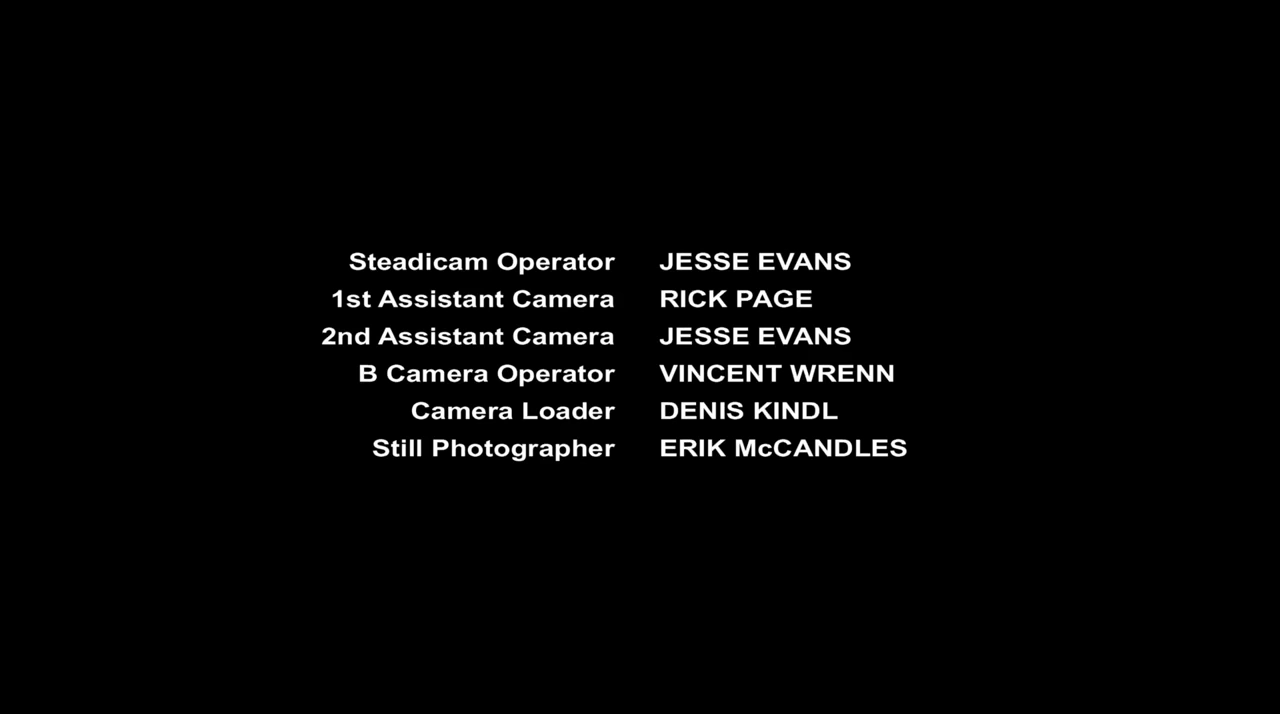 Steadicam Operator JESSE EVANS
1st Assistant Camera RICK PAGE
2nd Assistant Camera JESSE EVANS
B Camera Operator VINCENT WRENN
Camera Loader DENIS KINDL
Still Photographer ERIK McCANDLES